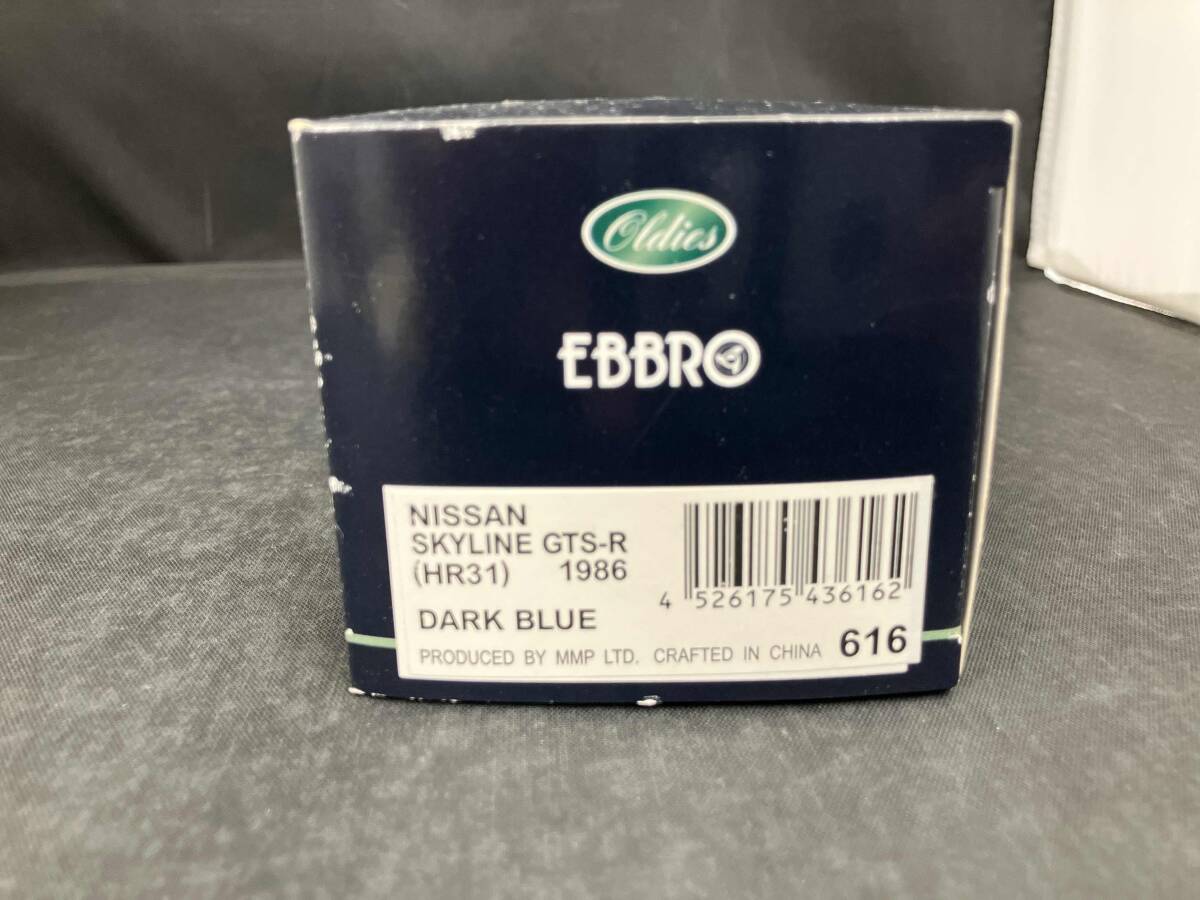 Oldies
EBBRO
NISSAN
SKYLINE GTS-R
(HR31) 1986
DARK BLUE
4 526175 436162
PRODUCED BY MMP LTD. CRAFTED IN CHINA 616